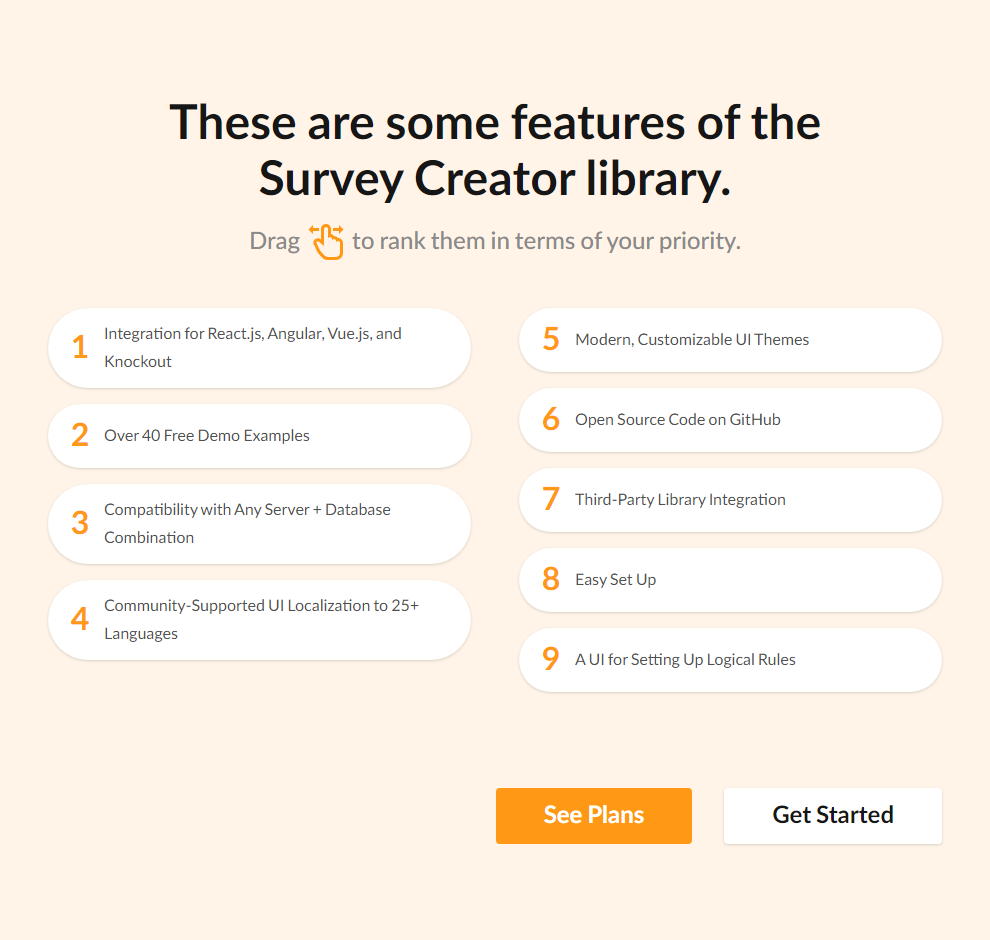 These are some features of the
Survey Creator library.
Drag to rank them in terms of your priority.
1 Integration for React.js, Angular, Vue.js, and
Knockout
2 Over 40 Free Demo Examples
3 Compatibility with Any Server + Database
Combination
4 Community-Supported UI Localization to 25+
Languages
5 Modern, Customizable UI Themes
6 Open Source Code on GitHub
7 Third-Party Library Integration
8 Easy Set Up
9 A UI for Setting Up Logical Rules
See Plans
Get Started